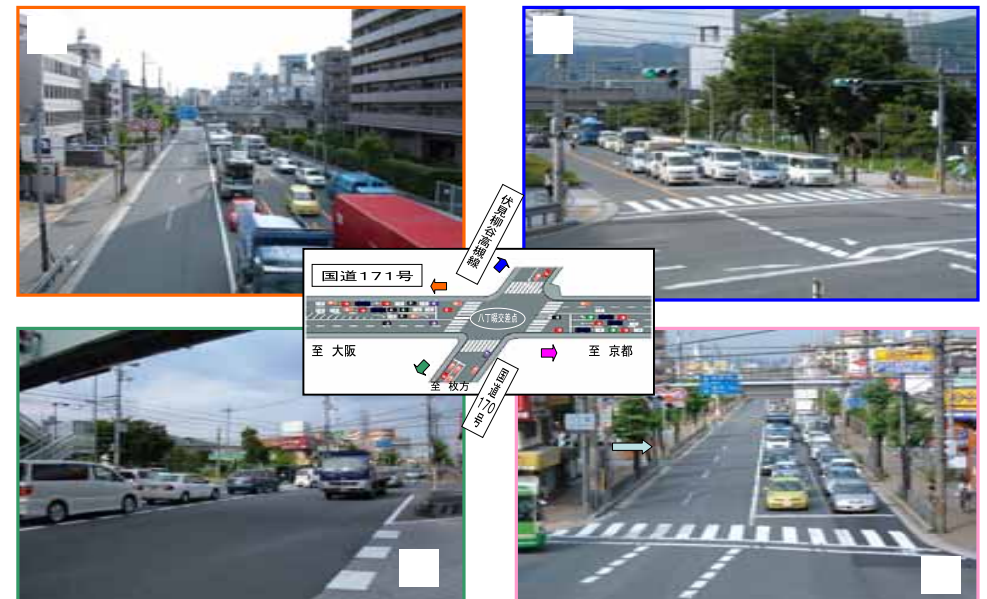 伏見柳谷高槻線
国道171号
八丁畷交差点
至 大阪
至 京都
至 枚方
国道170号